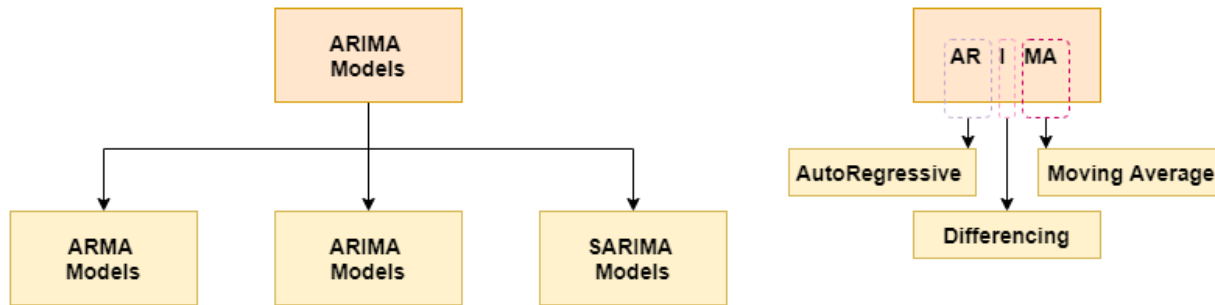 ARIMA
Models
ARMA
Models
ARIMA
Models
SARIMA
Models
AR I MA
AutoRegressive
Moving Average
Differencing